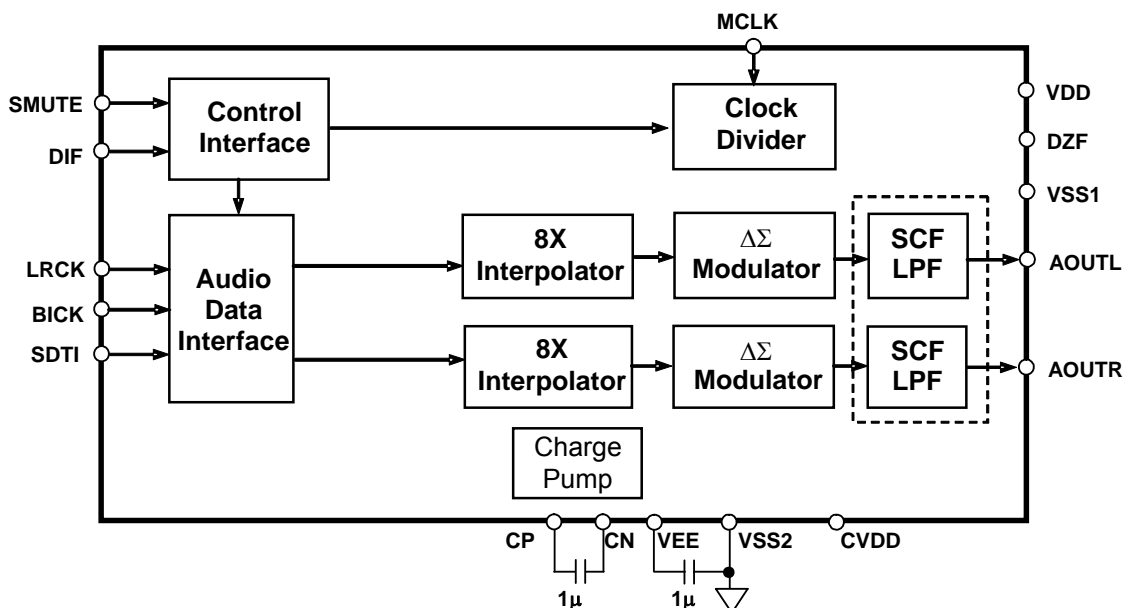 MCLK
SMUTE
DIF
Control
Interface
Clock
Divider
VDD
DZF
VSS1
LRCK
BICK
SDTI
Audio
Data
Interface
8X
Interpolator
ΔΣ
Modulator
SCF
LPF
AOUTL
8X
Interpolator
ΔΣ
Modulator
SCF
LPF
AOUTR
Charge
Pump
CP
CN
VEE
VSS2
CVDD
1μ
1μ